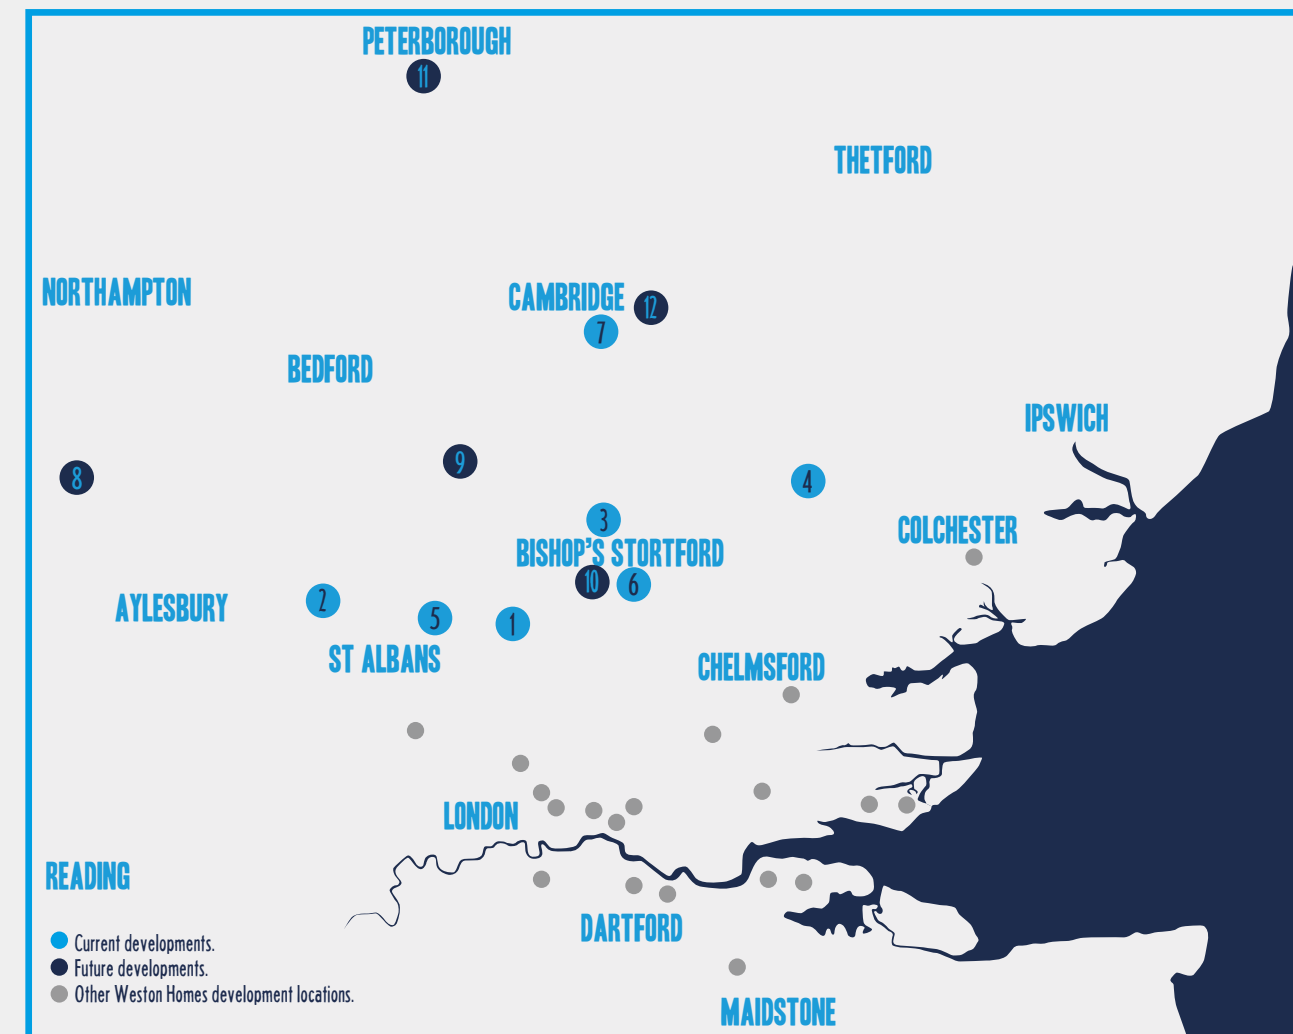 PETERBOROUGH
11
THETFORD
NORTHAMPTON
CAMBRIDGE
12
7
BEDFORD
IPSWICH
9
8
4
3
COLCHESTER
BISHOP'S STORTFORD
10
6
2
AYLESBURY
5
1
ST ALBANS
CHELMSFORD
LONDON
READING
DARTFORD
Current developments.
Future developments.
Other Weston Homes development locations.
MAIDSTONE